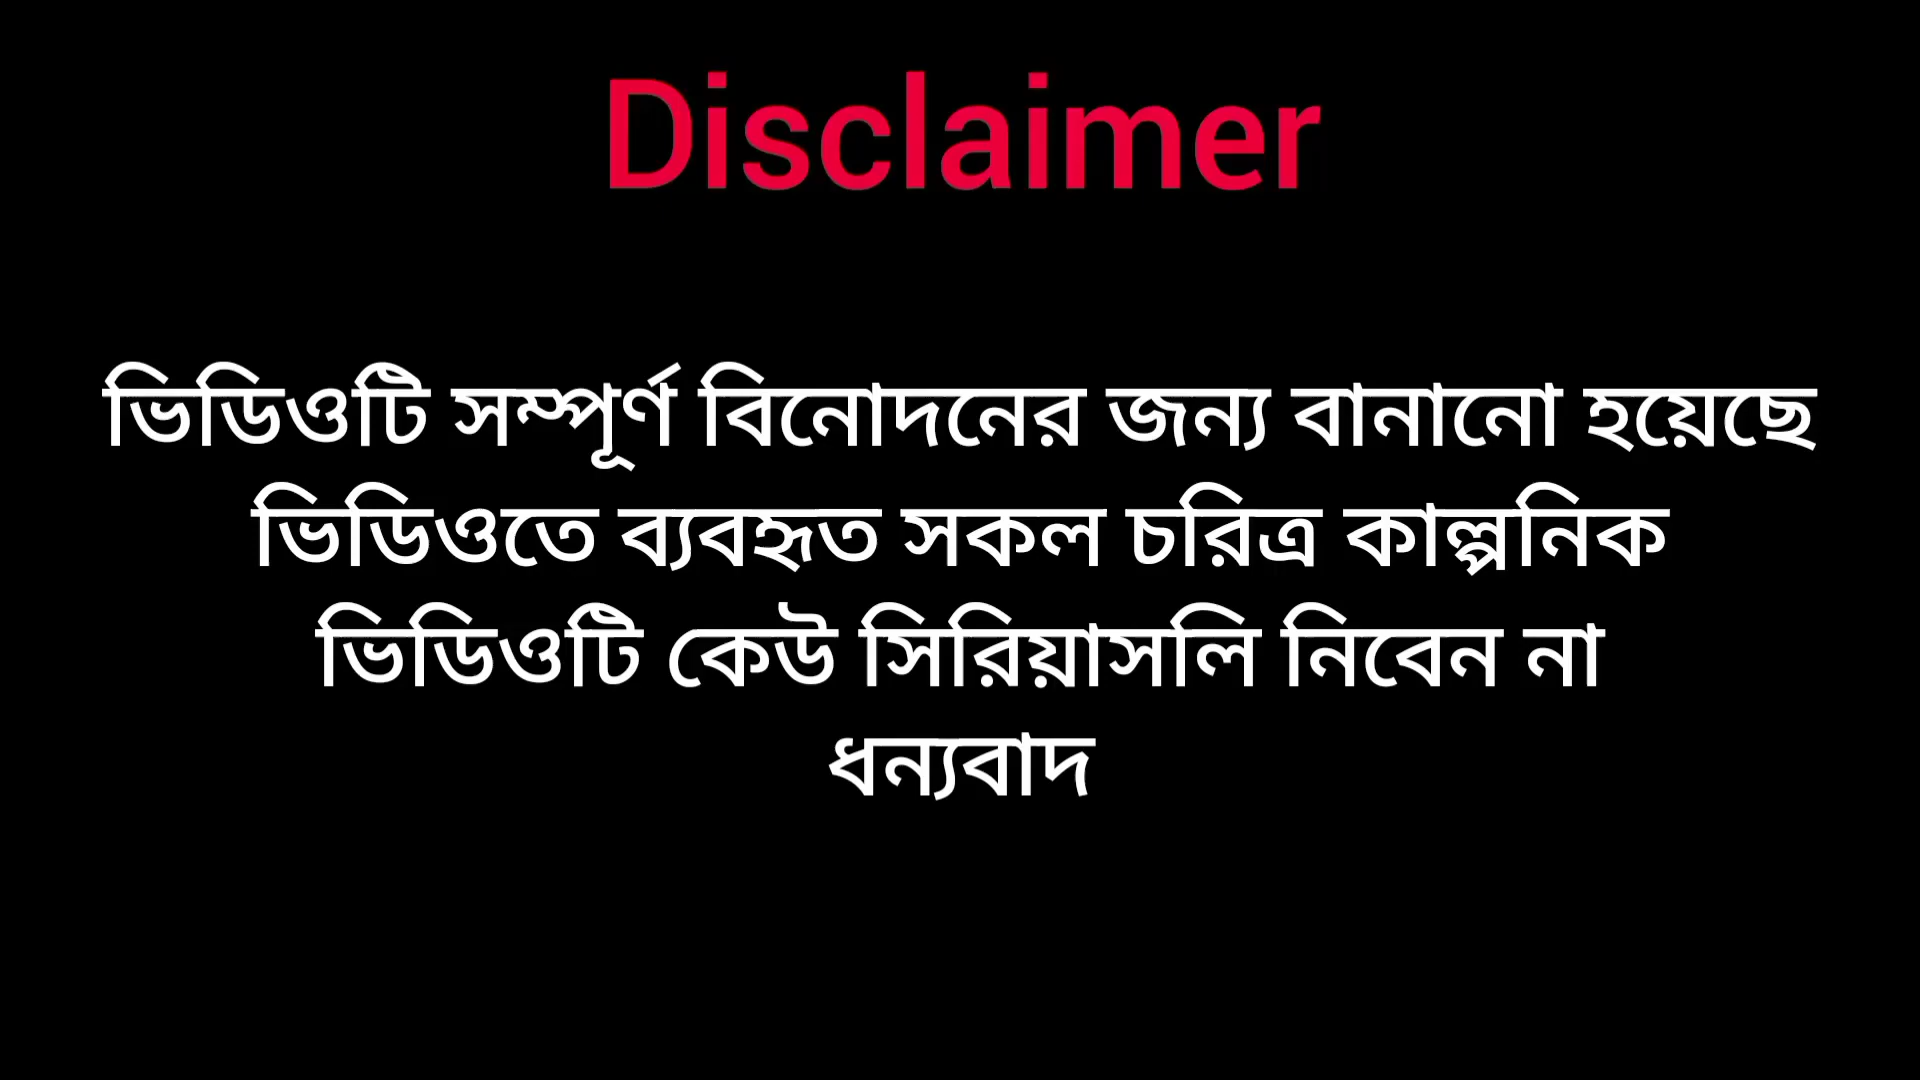 Disclaimer
ভিডিওটি সম্পূর্ণ বিনোদনের জন্য বানানো হয়েছে
ভিডিওতে ব্যবহৃত সকল চরিত্র কাল্পনিক
ভিডিওটি কেউ সিরিয়াসলি নিবেন না
ধন্যবাদ